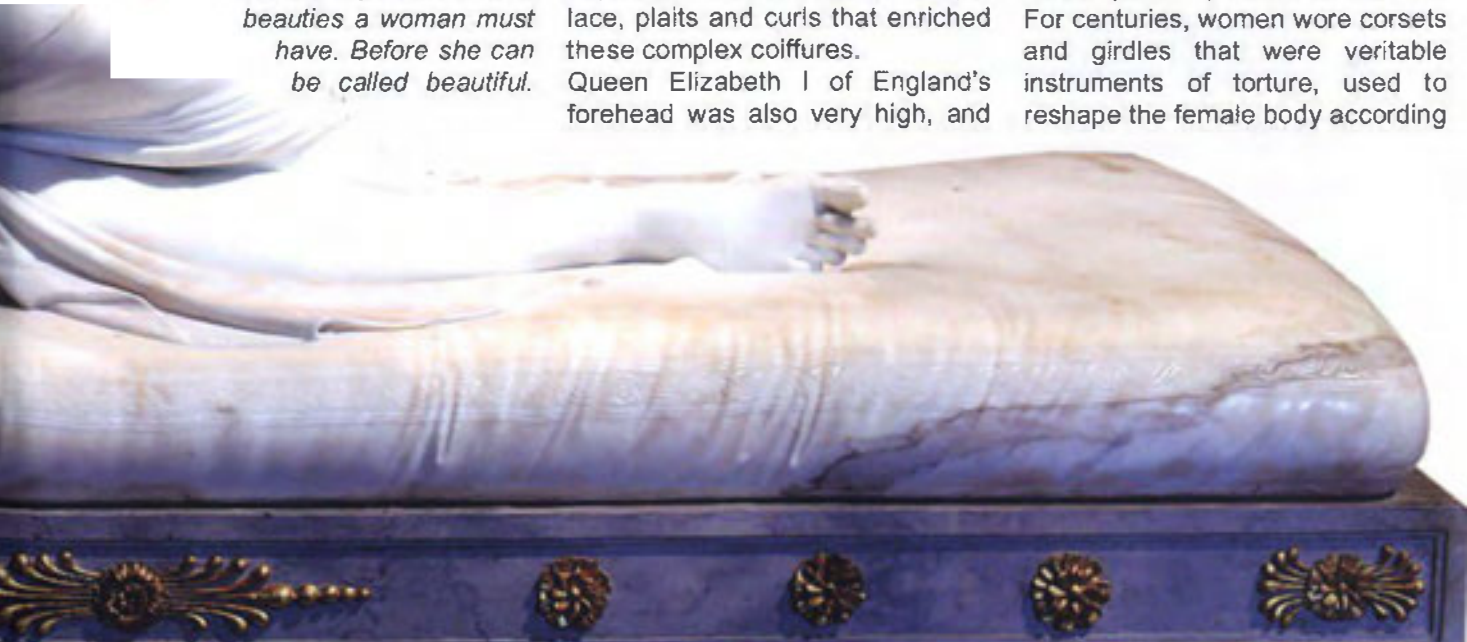 beauties a woman must
have. Before she can
be called beautiful.
lace, plaits and curls that enriched
these complex coiffures.
Queen Elizabeth I of England's
forehead was also very high, and
For centuries, women wore corsets
and girdles that were veritable
instruments of torture, used to
reshape the female body according